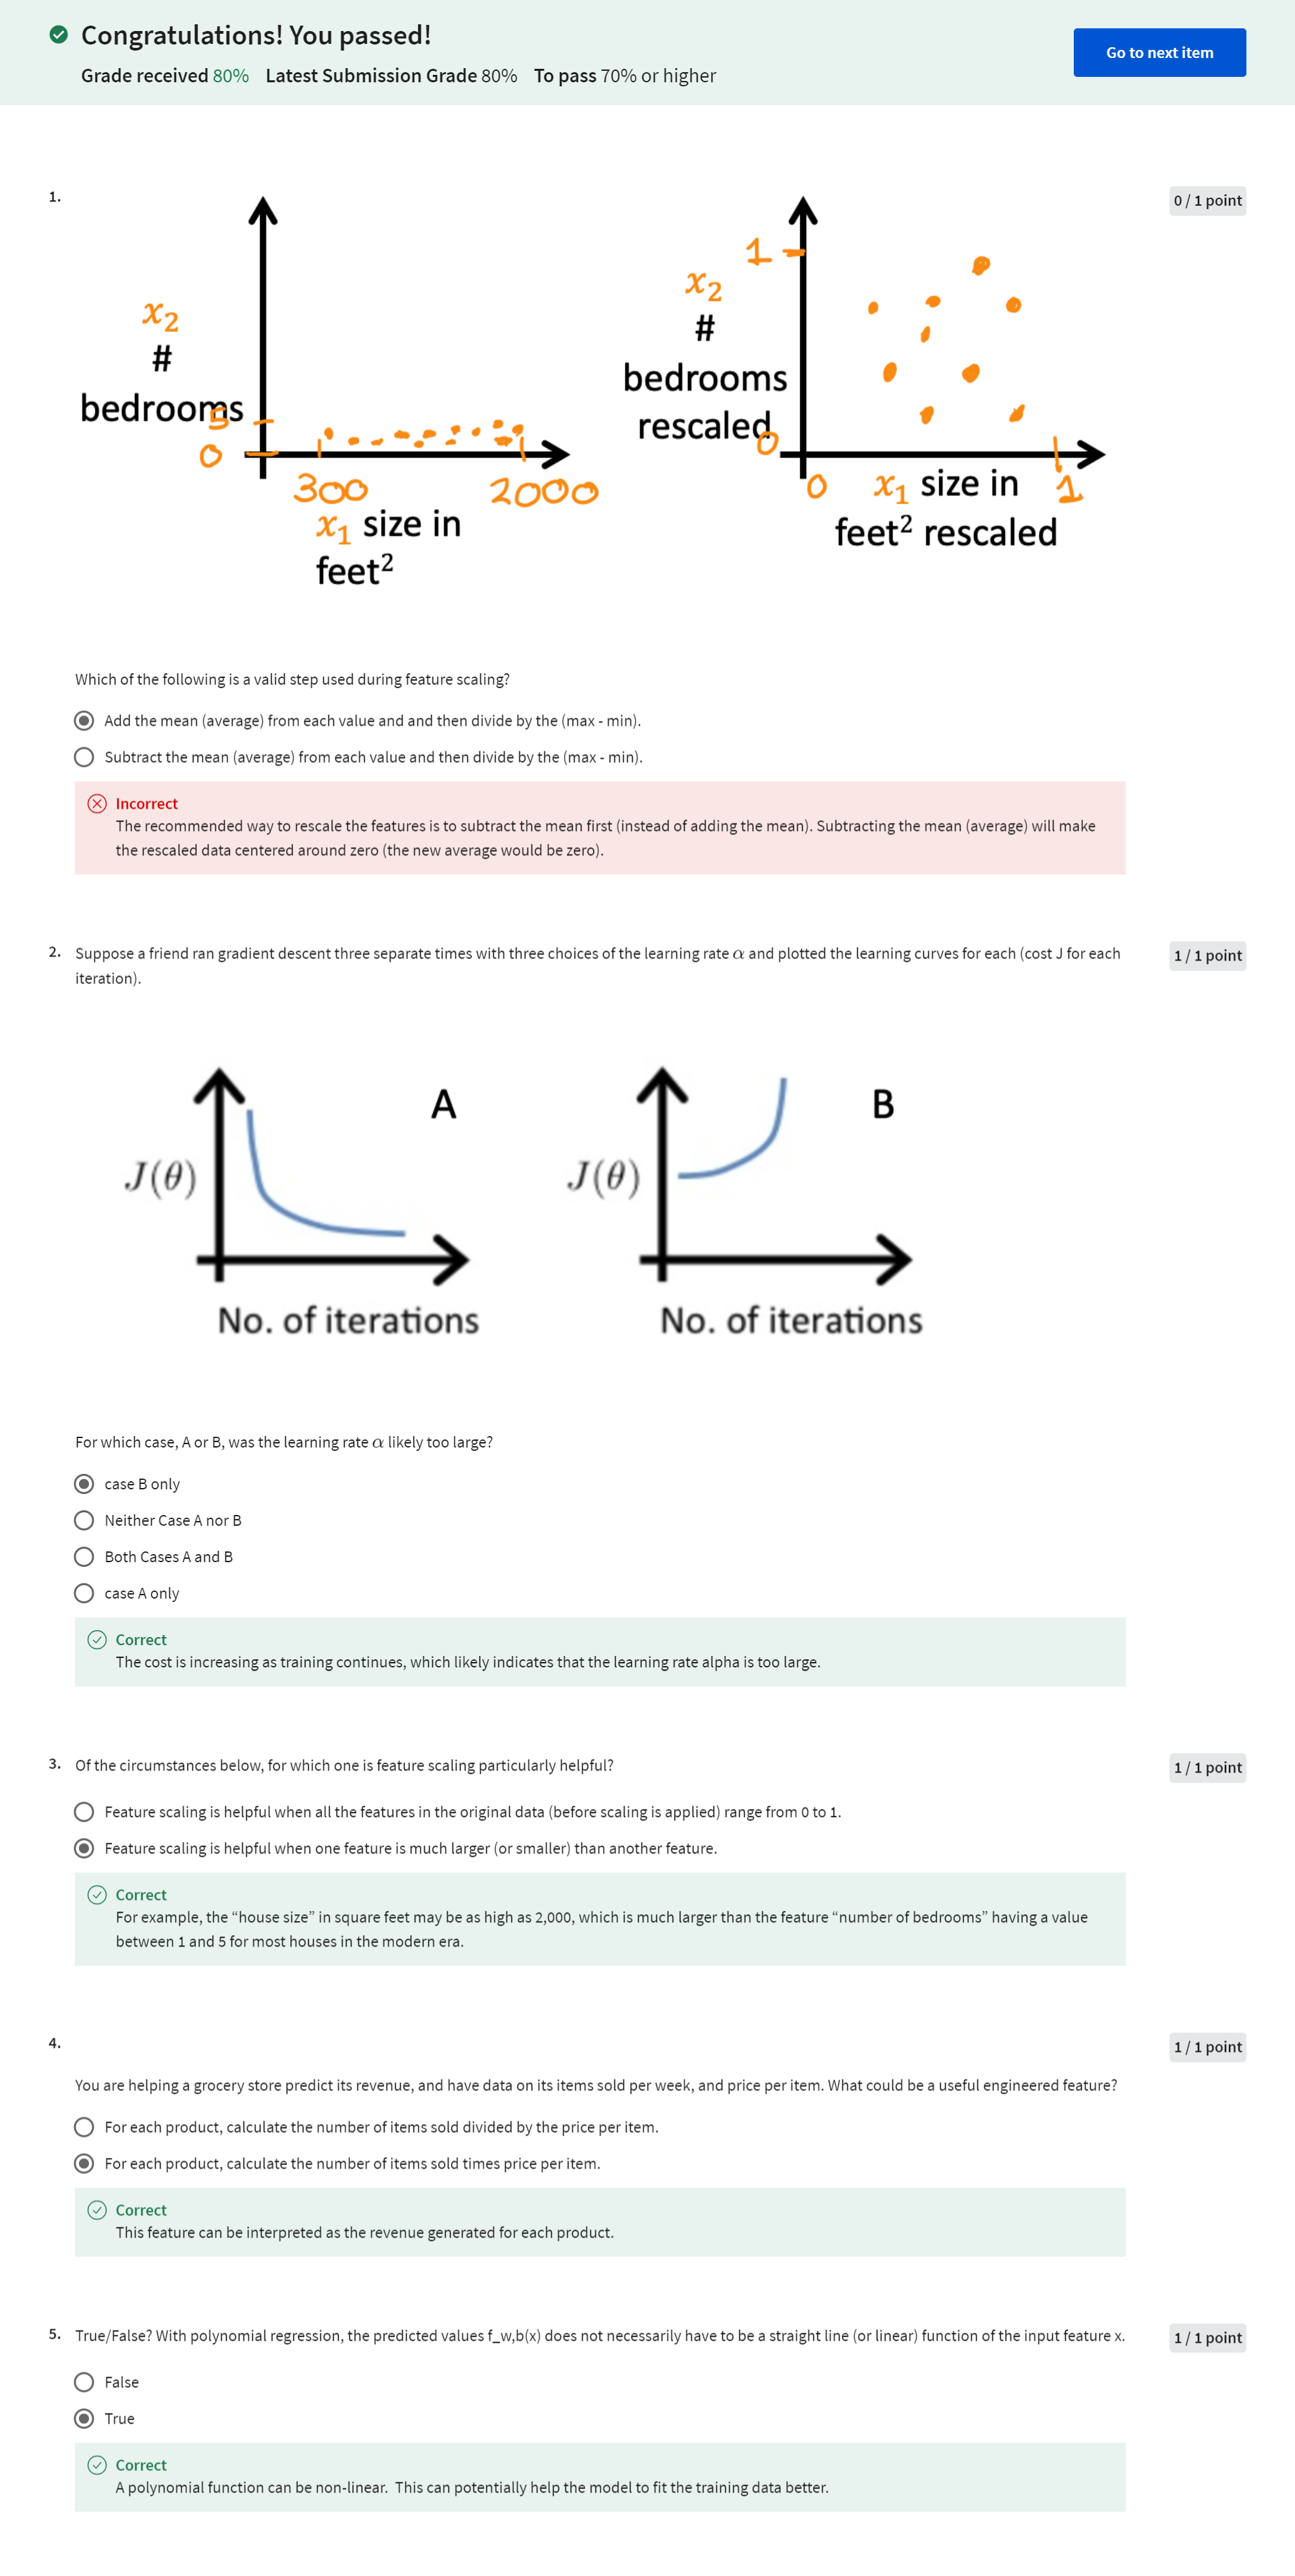 Congratulations! You passed!
Go to next item
Grade received 80% Latest Submission Grade 80% To pass 70% or higher
1.
0 / 1 point
x₂
#
bedrooms
5
0
300 2000
x₁ size in
feet²
1
x₂
#
bedrooms
rescaled
0
0 x₁ size in 1
feet² rescaled
Which of the following is a valid step used during feature scaling?
Add the mean (average) from each value and and then divide by the (max - min).
Subtract the mean (average) from each value and then divide by the (max - min).
Incorrect
The recommended way to rescale the features is to subtract the mean first (instead of adding the mean). Subtracting the mean (average) will make
the rescaled data centered around zero (the new average would be zero).
2. Suppose a friend ran gradient descent three separate times with three choices of the learning rate α and plotted the learning curves for each (cost J for each
iteration).
1 / 1 point
A
J(θ)
No. of iterations
B
J(θ)
No. of iterations
For which case, A or B, was the learning rate α likely too large?
case B only
Neither Case A nor B
Both Cases A and B
case A only
Correct
The cost is increasing as training continues, which likely indicates that the learning rate alpha is too large.
3. Of the circumstances below, for which one is feature scaling particularly helpful?
1 / 1 point
Feature scaling is helpful when all the features in the original data (before scaling is applied) range from 0 to 1.
Feature scaling is helpful when one feature is much larger (or smaller) than another feature.
Correct
For example, the “house size” in square feet may be as high as 2,000, which is much larger than the feature “number of bedrooms” having a value
between 1 and 5 for most houses in the modern era.
4.
1 / 1 point
You are helping a grocery store predict its revenue, and have data on its items sold per week, and price per item. What could be a useful engineered feature?
For each product, calculate the number of items sold divided by the price per item.
For each product, calculate the number of items sold times price per item.
Correct
This feature can be interpreted as the revenue generated for each product.
5. True/False? With polynomial regression, the predicted values f_w,b(x) does not necessarily have to be a straight line (or linear) function of the input feature x.
1 / 1 point
False
True
Correct
A polynomial function can be non-linear. This can potentially help the model to fit the training data better.